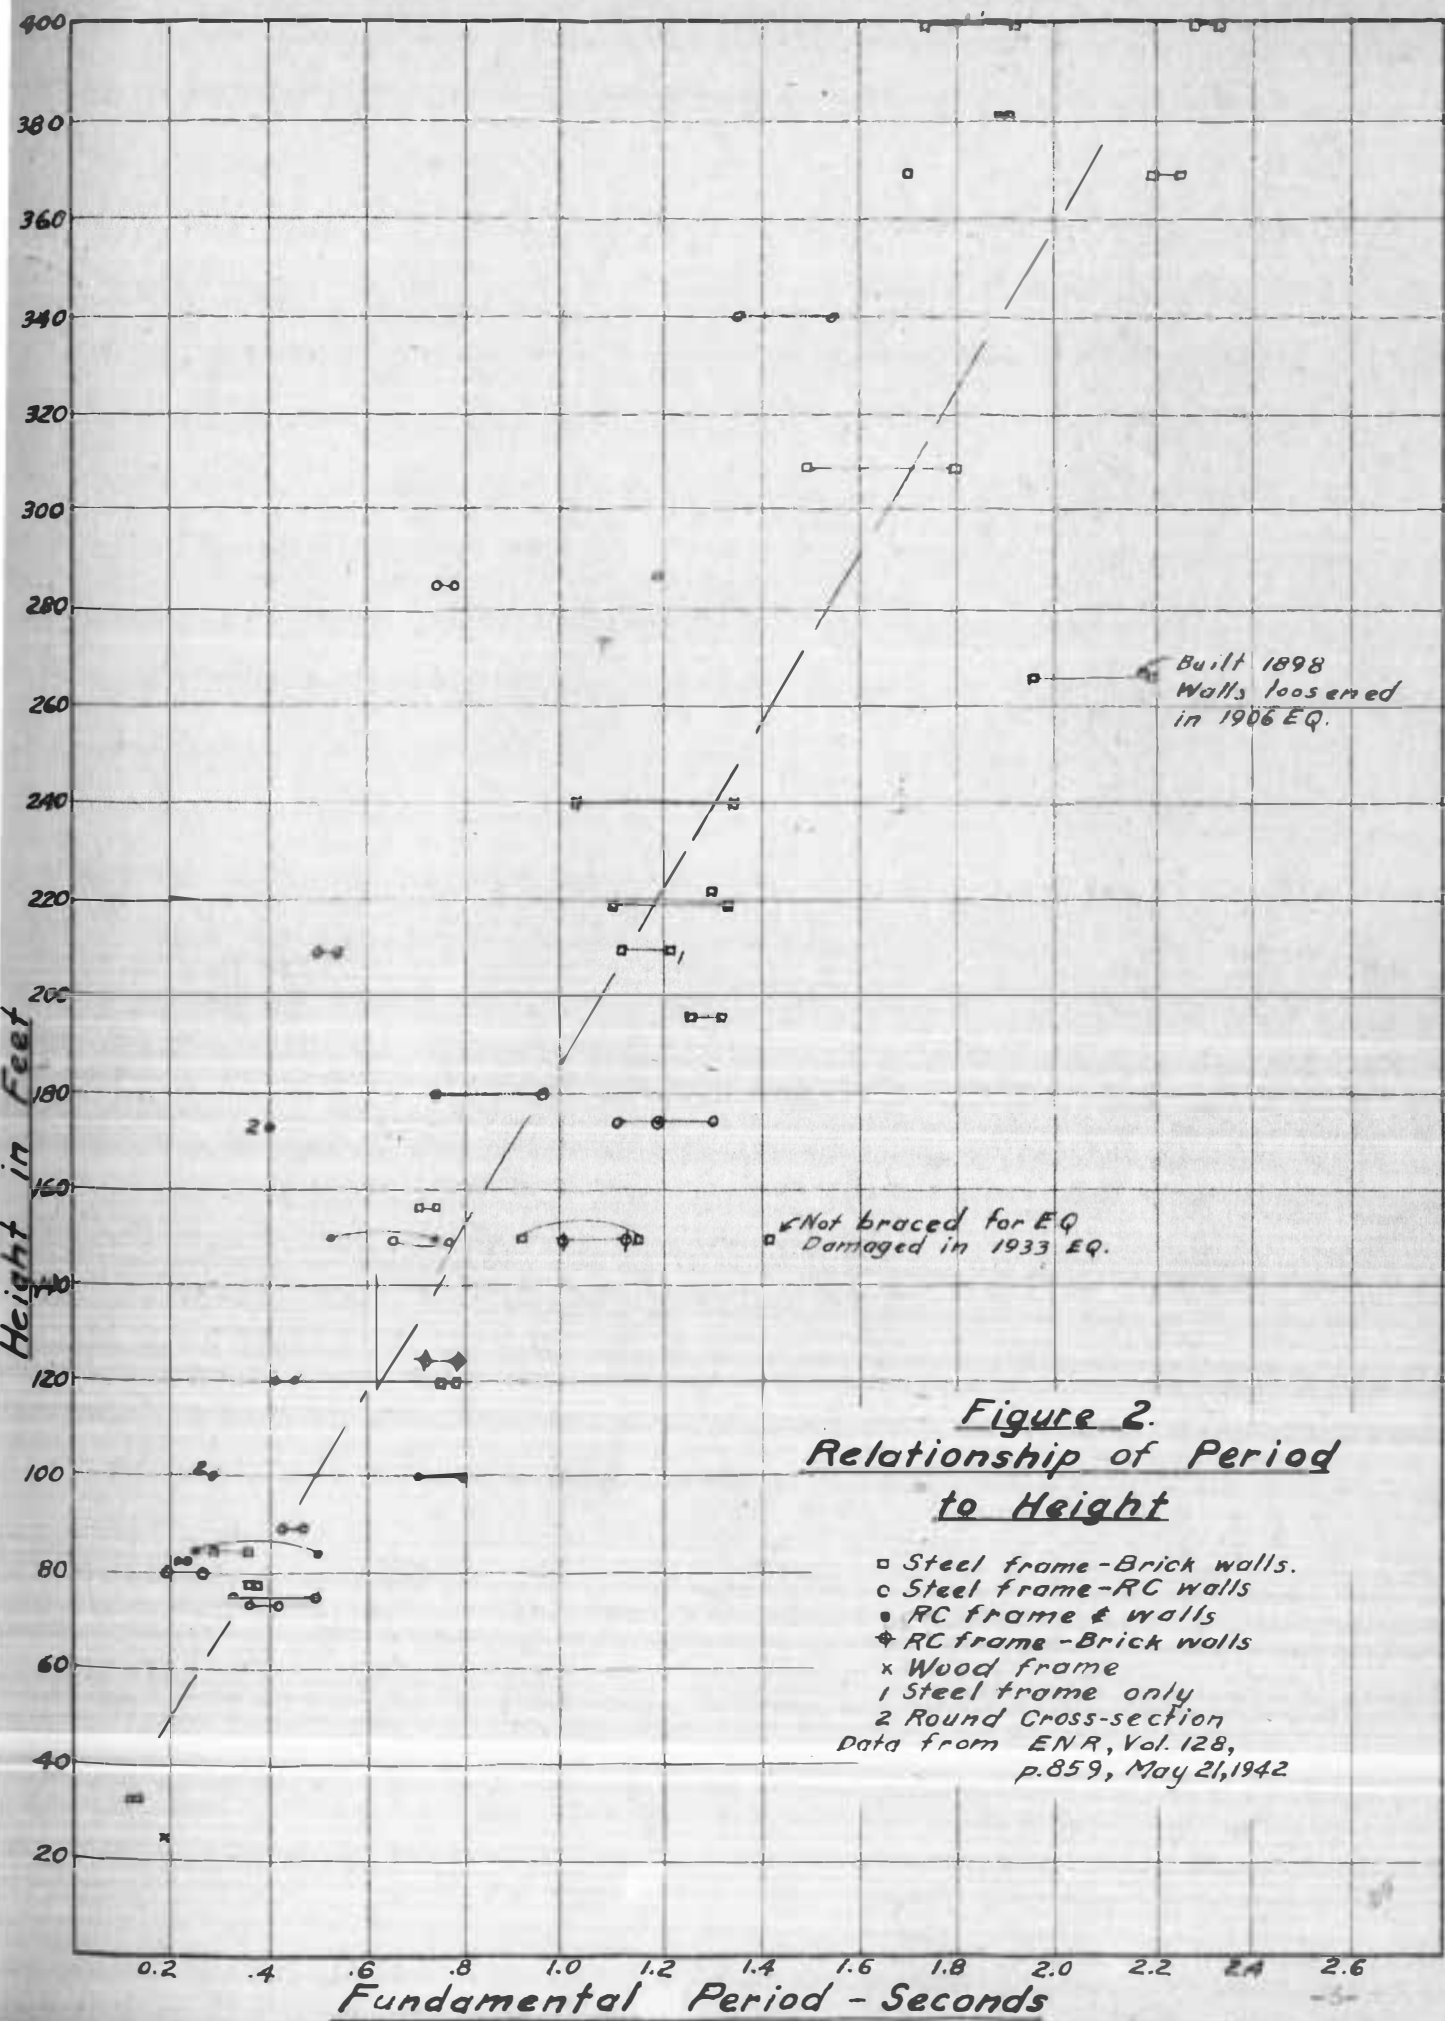 400
380
360
340
320
300
280
Built 1898
Walls loosened
in 1906 EQ.
260
240
220
1
200
180
2
160
Not braced for EQ
Damaged in 1933 EQ.
140
120
100
2
80
60
40
20
Height in Feet
Figure 2.
Relationship of Period
to Height
□ Steel frame-Brick walls.
○ Steel frame-RC walls
● RC frame & walls
⌽ RC frame-Brick walls
x Wood frame
1 Steel frame only
2 Round Cross-section
Data from ENR, Vol. 128,
p.859, May 21, 1942
0.2 .4 .6 .8 1.0 1.2 1.4 1.6 1.8 2.0 2.2 2.4 2.6
Fundamental Period - Seconds
-5-